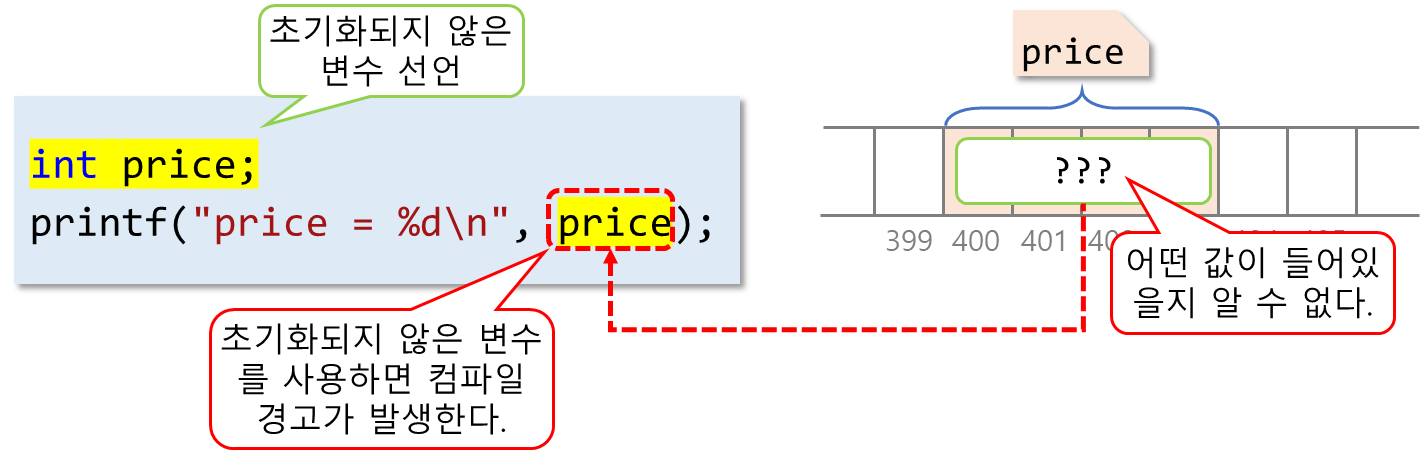 초기화되지 않은
변수 선언
int price;
printf("price = %d\n", price);
초기화되지 않은 변수
를 사용하면 컴파일
경고가 발생한다.
price
???
399 400 401
어떤 값이 들어있
을지 알 수 없다.